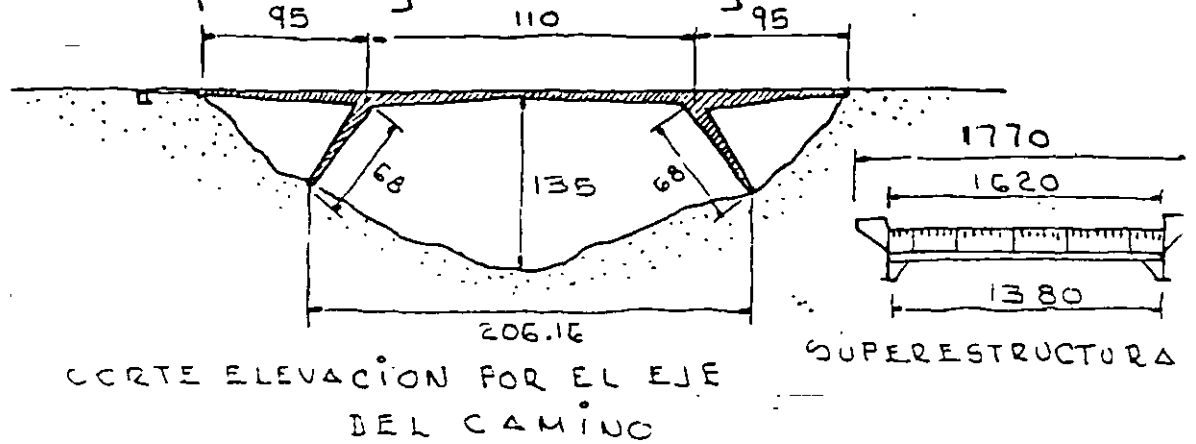 95 110 95
68 135 68
206.16
1770
1620
1380
SUPERESTRUCTURA
CORTE ELEVACION POR EL EJE
DEL CAMINO